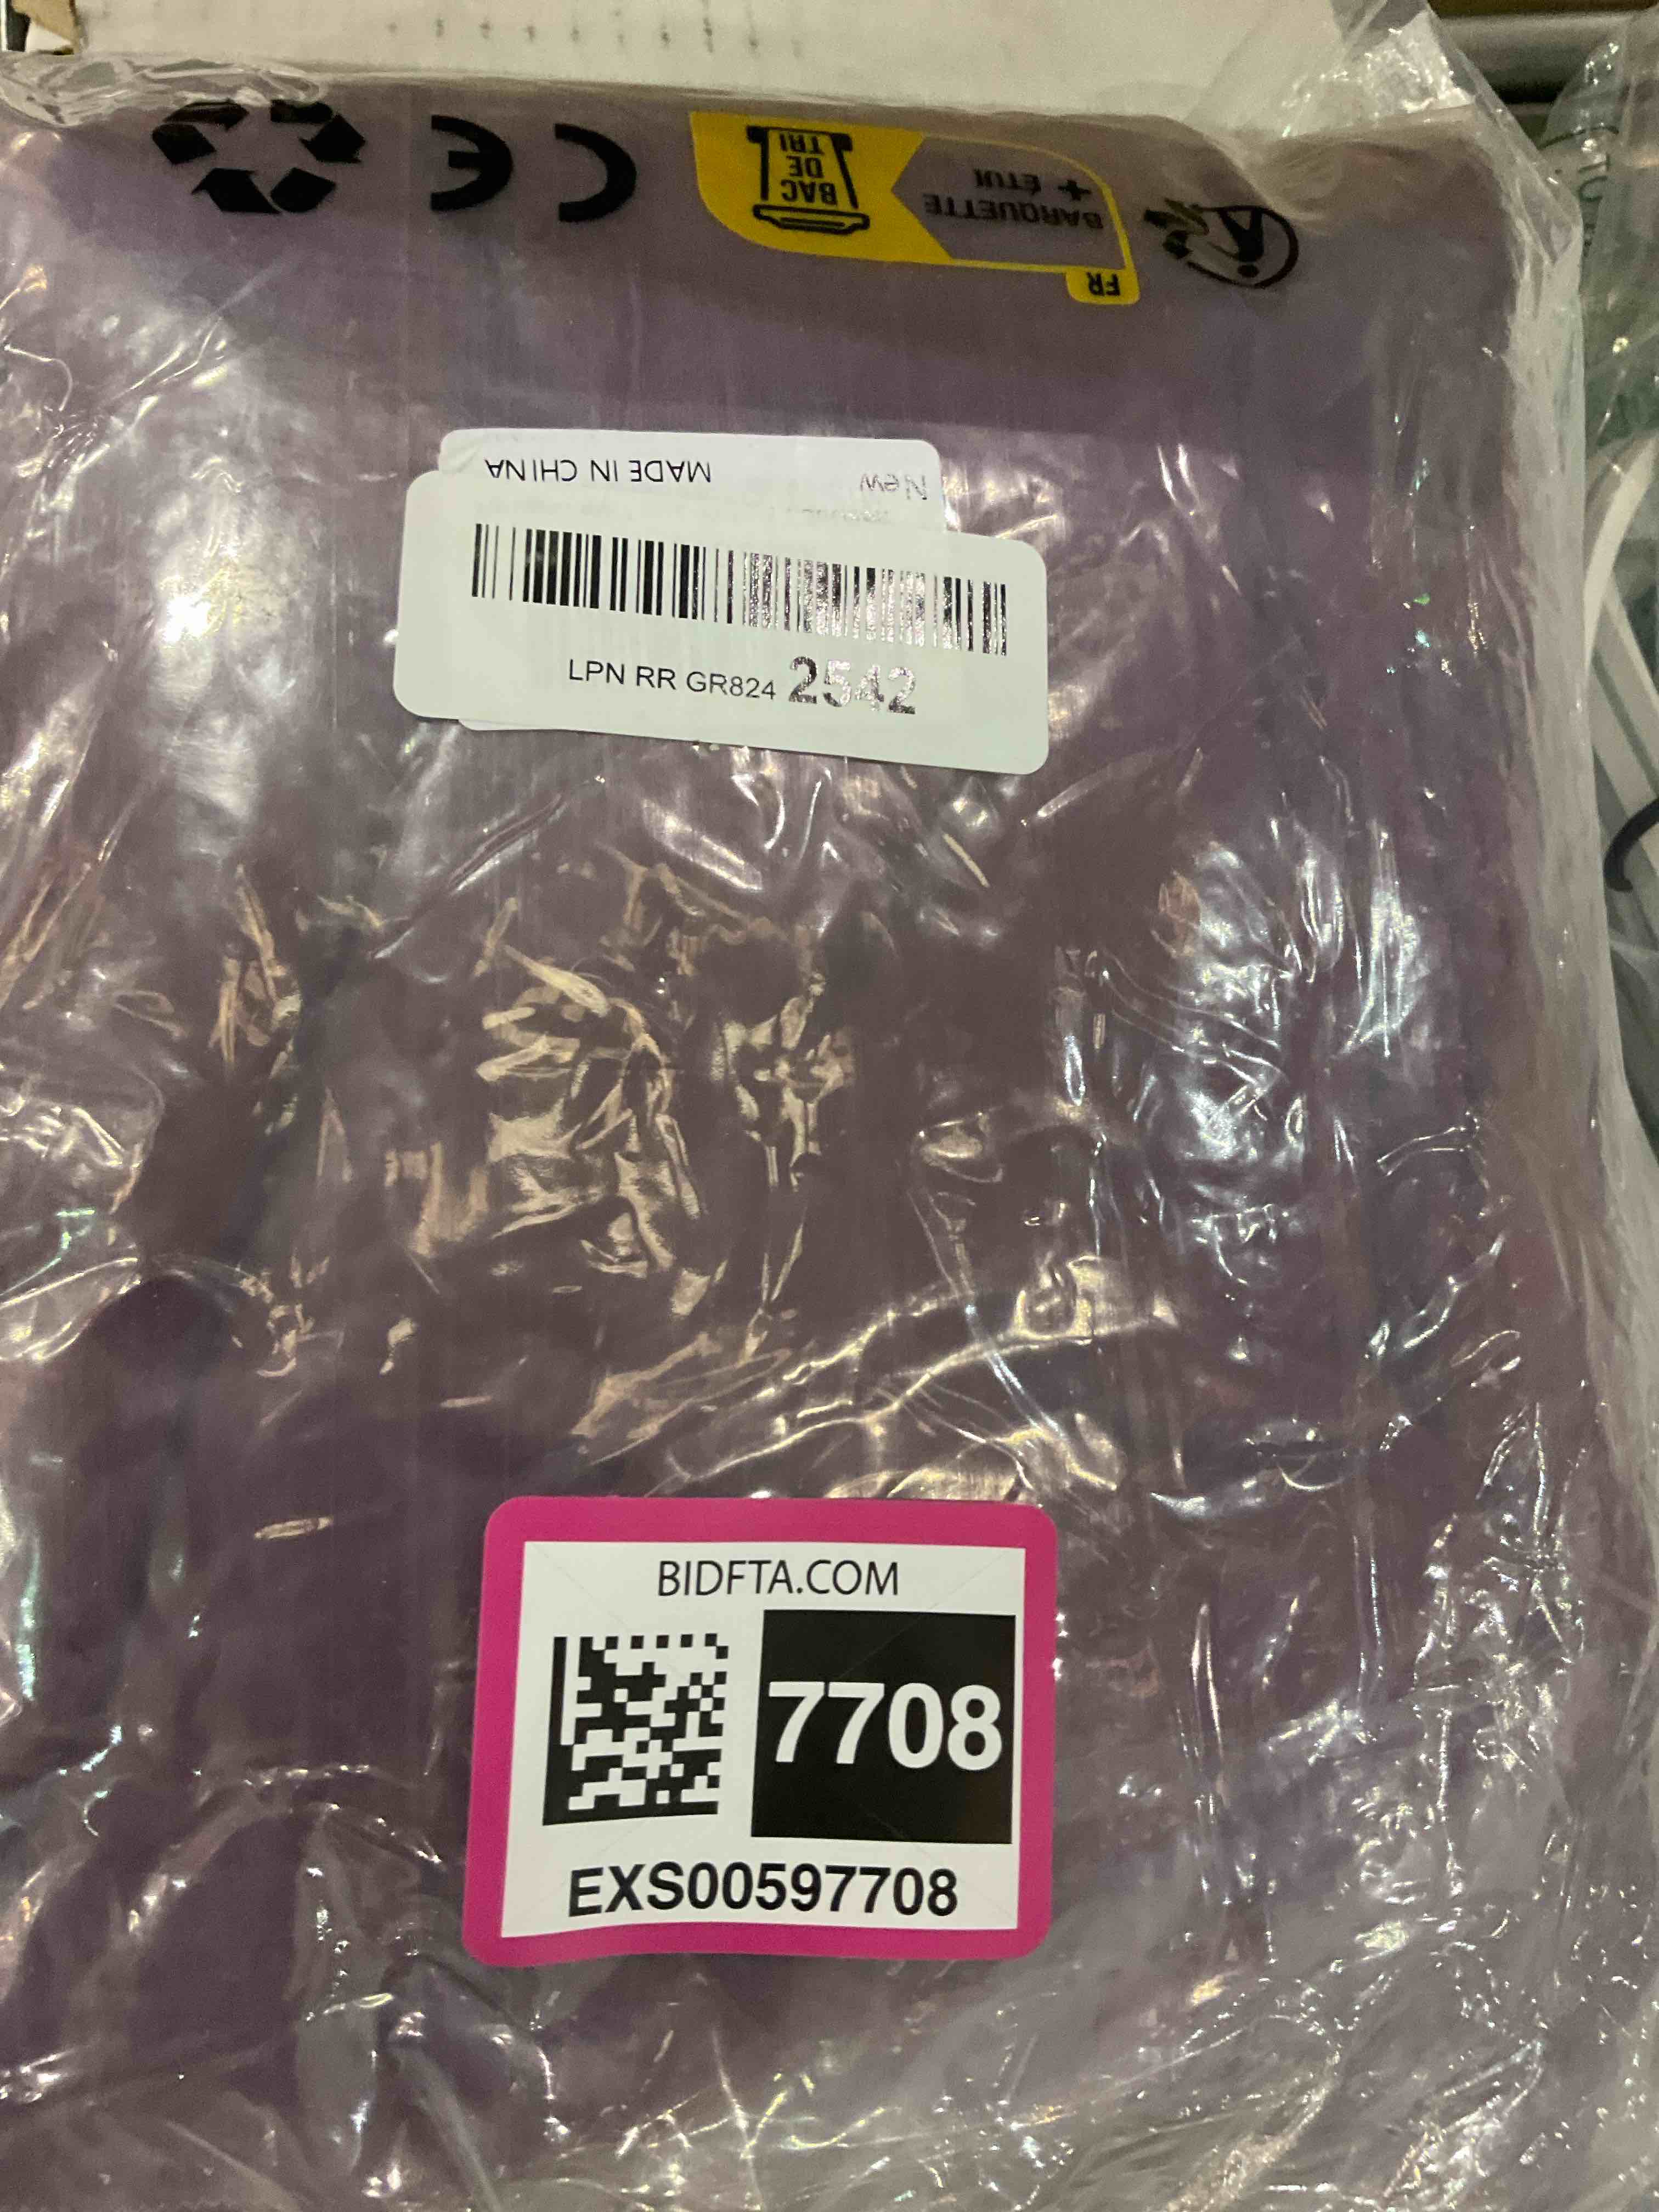 BAC
DE
TRI
BARQUETTE
+ ÉTUI
FR
MADE IN CHINA
New
LPN RR GR824 2542
BIDFTA.COM
7708
EXS00597708